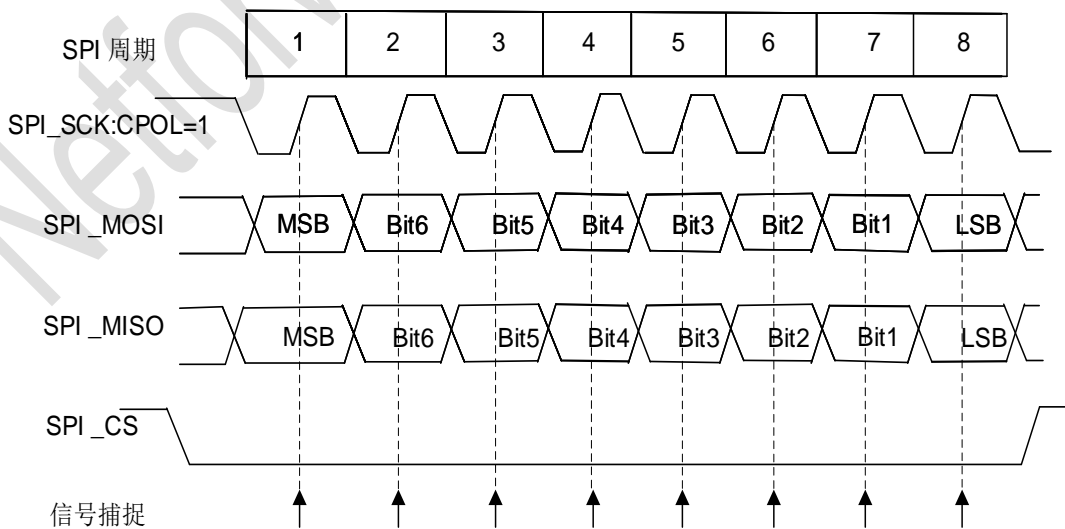 SPI 周期 1 2 3 4 5 6 7 8
SPI_SCK:CPOL=1
SPI _MOSI MSB Bit6 Bit5 Bit4 Bit3 Bit2 Bit1 LSB
SPI _MISO MSB Bit6 Bit5 Bit4 Bit3 Bit2 Bit1 LSB
SPI _CS
信号捕捉